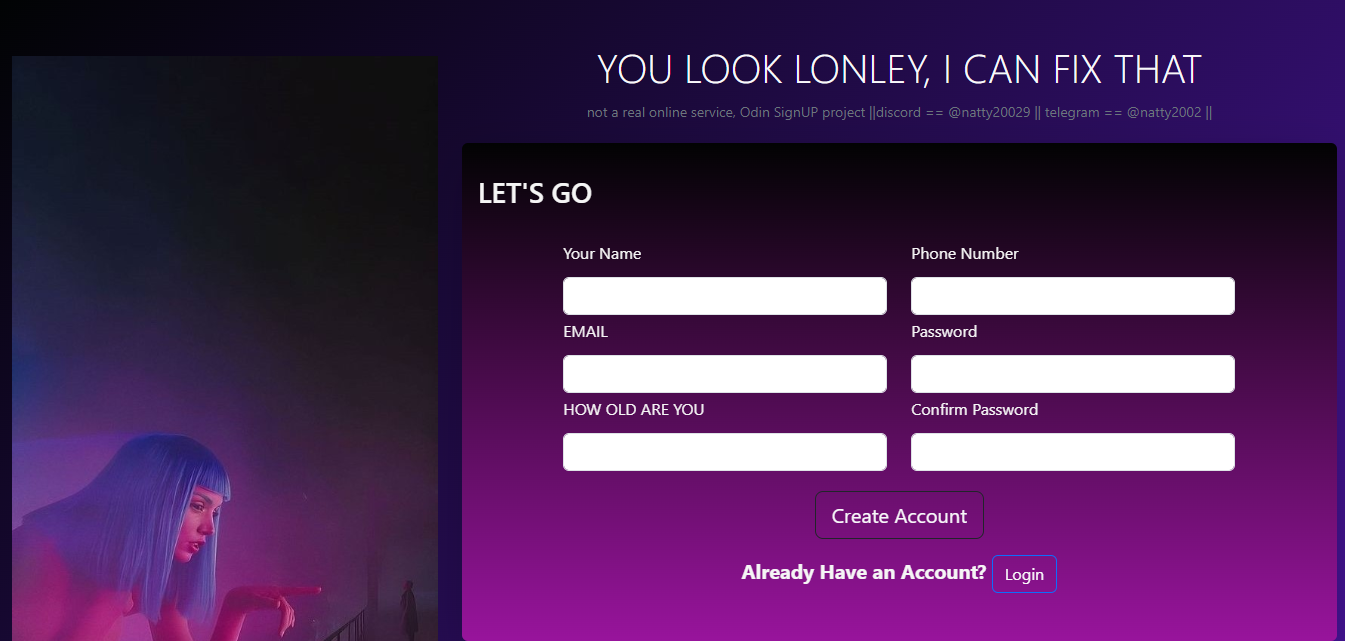 YOU LOOK LONLEY, I CAN FIX THAT
not a real online service, Odin SignUP project ||discord == @natty20029 || telegram == @natty2002 ||
LET'S GO
Your Name
Phone Number
EMAIL
Password
HOW OLD ARE YOU
Confirm Password
Create Account
Already Have an Account? Login